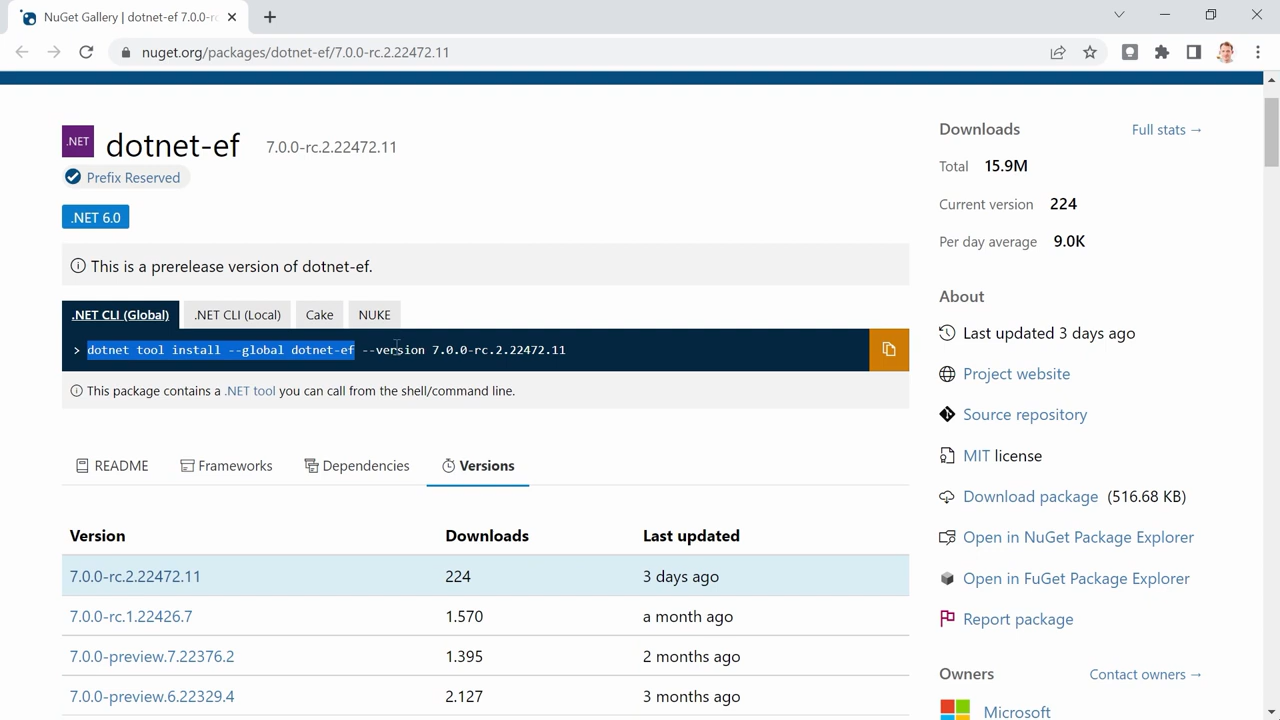 NuGet Gallery | dotnet-ef 7.0.0-rc
nuget.org/packages/dotnet-ef/7.0.0-rc.2.22472.11
.NET
dotnet-ef 7.0.0-rc.2.22472.11
Prefix Reserved
.NET 6.0
This is a prerelease version of dotnet-ef.
.NET CLI (Global) .NET CLI (Local) Cake NUKE
> dotnet tool install --global dotnet-ef --version 7.0.0-rc.2.22472.11
This package contains a .NET tool you can call from the shell/command line.
README Frameworks Dependencies Versions
Version Downloads Last updated
7.0.0-rc.2.22472.11 224 3 days ago
7.0.0-rc.1.22426.7 1.570 a month ago
7.0.0-preview.7.22376.2 1.395 2 months ago
7.0.0-preview.6.22329.4 2.127 3 months ago
Downloads Full stats →
Total 15.9M
Current version 224
Per day average 9.0K
About
Last updated 3 days ago
Project website
Source repository
MIT license
Download package (516.68 KB)
Open in NuGet Package Explorer
Open in FuGet Package Explorer
Report package
Owners Contact owners →
Microsoft